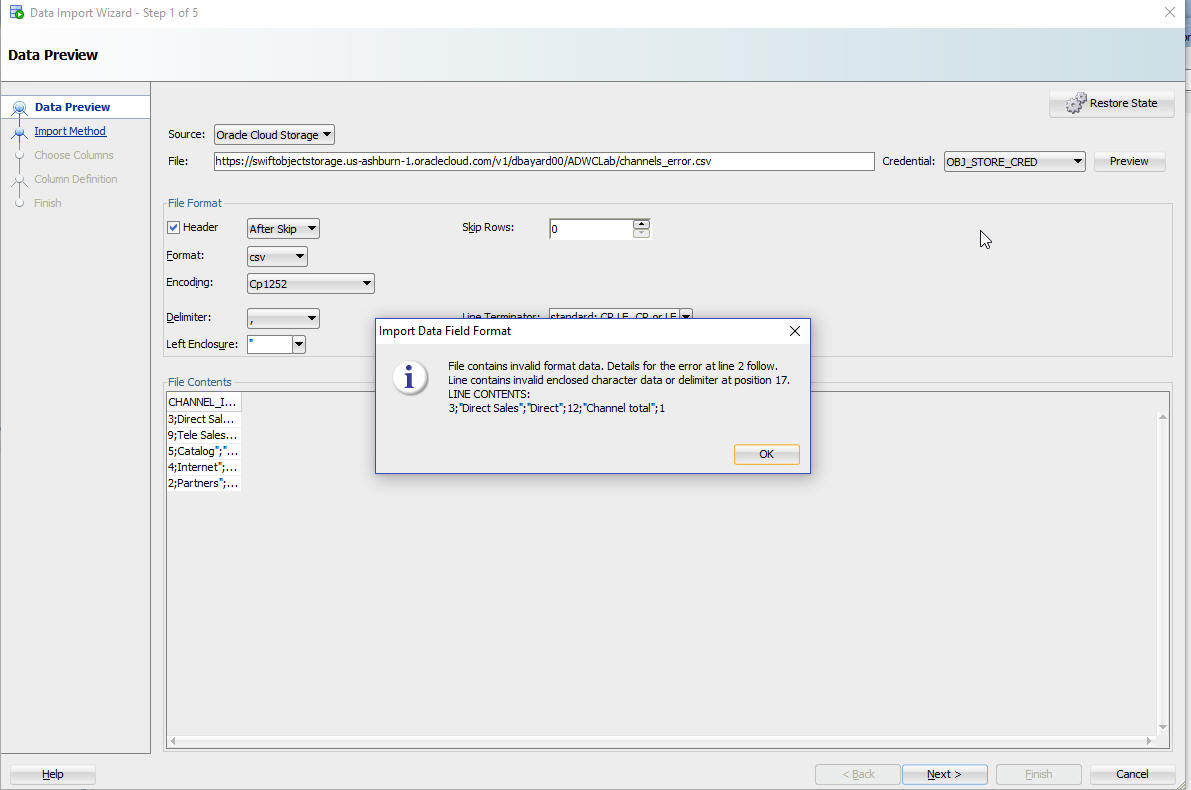 Data Import Wizard - Step 1 of 5
Data Preview
Data Preview
Import Method
Choose Columns
Column Definition
Finish
Restore State
Source: Oracle Cloud Storage
File: https://swiftobjectstorage.us-ashburn-1.oraclecloud.com/v1/dbayard00/ADWCLab/channels_error.csv Credential: OBJ_STORE_CRED Preview
File Format
Header After Skip Skip Rows: 0
Format: csv
Encoding: Cp1252
Delimiter: , Line Terminator: standard: CR LF, CR or LF
Left Enclosure: "
Import Data Field Format
File contains invalid format data. Details for the error at line 2 follow.
Line contains invalid enclosed character data or delimiter at position 17.
LINE CONTENTS:
3;"Direct Sales";"Direct";12;"Channel total";1
OK
File Contents
CHANNEL_I...
3;Direct Sal...
9;Tele Sales...
5;Catalog";"...
4;Internet";...
2;Partners";...
Help < Back Next > Finish Cancel